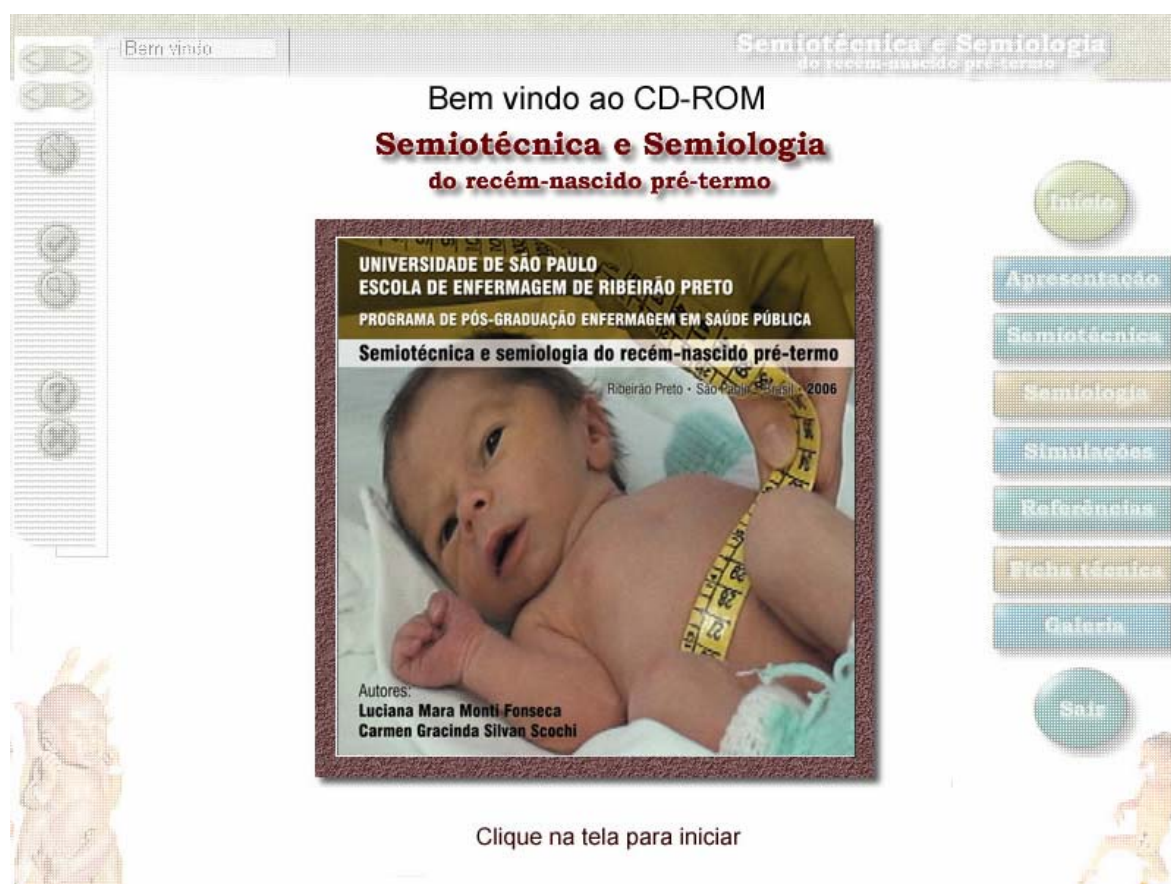 Bem vindo
Semiotécnica e Semiologia
do recém-nascido pré-termo
Bem vindo ao CD-ROM
Semiotécnica e Semiologia
do recém-nascido pré-termo
UNIVERSIDADE DE SÃO PAULO
ESCOLA DE ENFERMAGEM DE RIBEIRÃO PRETO
PROGRAMA DE PÓS-GRADUAÇÃO ENFERMAGEM EM SAÚDE PÚBLICA
Semiotécnica e semiologia do recém-nascido pré-termo
Ribeirão Preto • São Paulo • Brasil • 2006
Autores:
Luciana Mara Monti Fonseca
Carmen Gracinda Silvan Scochi
Clique na tela para iniciar
Início
Apresentação
Semiotécnica
Semiologia
Simulações
Referências
Ficha técnica
Galeria
Sair